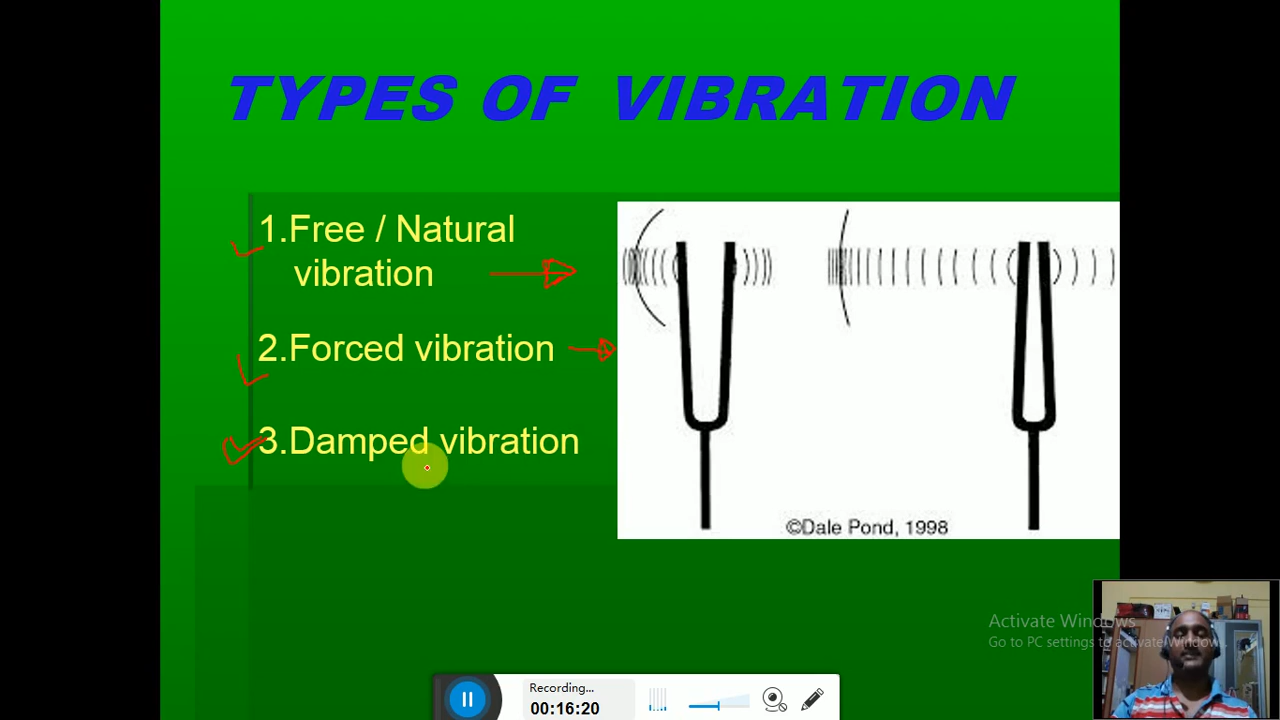 TYPES OF VIBRATION
1.Free / Natural
vibration
2.Forced vibration
3.Damped vibration
©Dale Pond, 1998
Activate Windows
Go to PC settings to activate Window...
Recording...
00:16:20